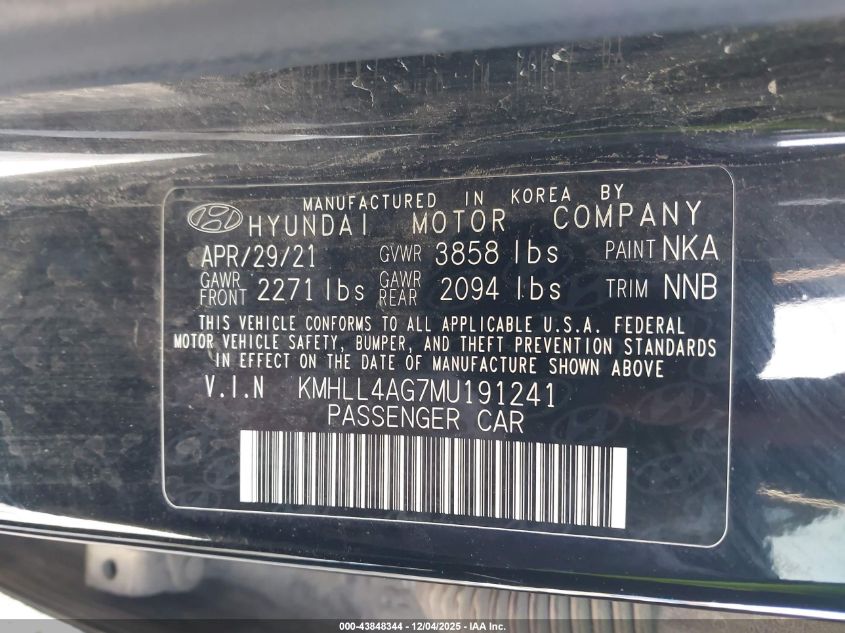 MANUFACTURED IN KOREA BY
HYUNDAI MOTOR COMPANY
APR/29/21 GVWR 3858 lbs PAINT NKA
GAWR FRONT 2271 lbs GAWR REAR 2094 lbs TRIM NNB
THIS VEHICLE CONFORMS TO ALL APPLICABLE U.S.A. FEDERAL
MOTOR VEHICLE SAFETY, BUMPER, AND THEFT PREVENTION STANDARDS
IN EFFECT ON THE DATE OF MANUFACTURE SHOWN ABOVE
V.I.N KMHLL4AG7MU191241
PASSENGER CAR
000-43848344 - 12/04/2025 - IAA Inc.